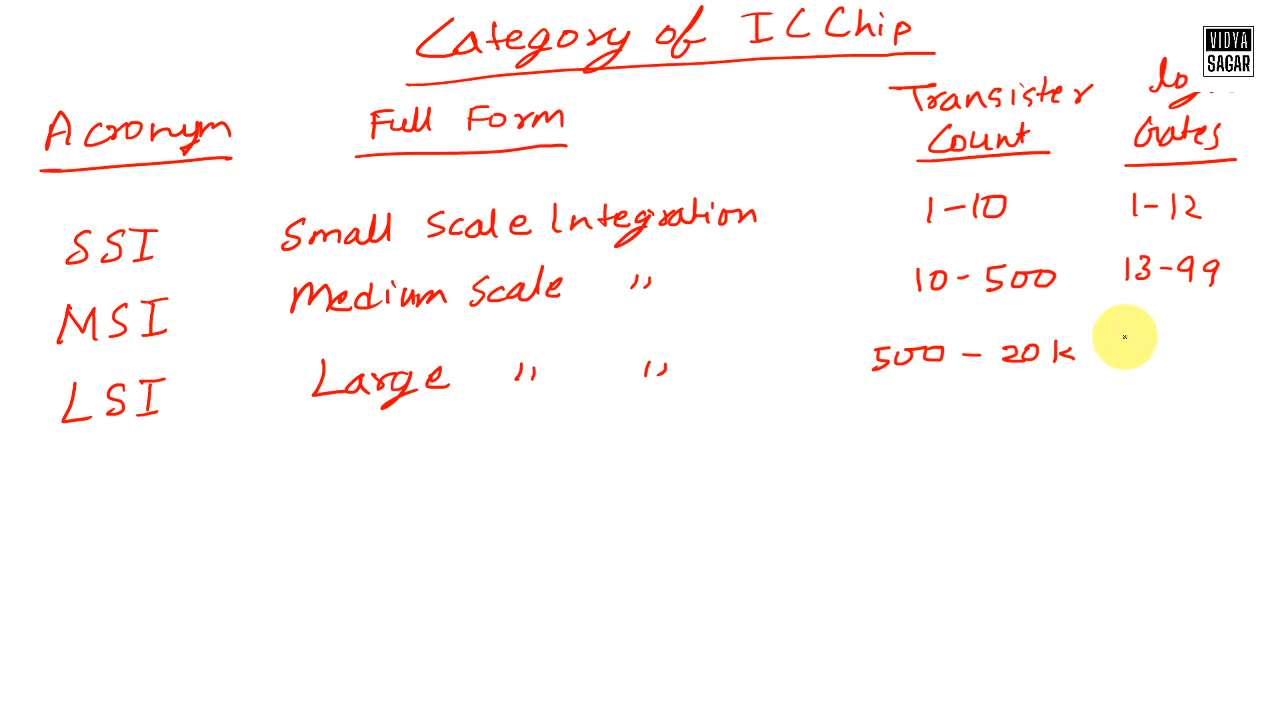 Category of IC Chip
VIDYA
SAGAR
Acronym Full Form Transister Count Gates
SSI Small Scale Integration 1-10 1-12
MSI Medium Scale " 10-500 13-99
LSI Large " " 500-20k